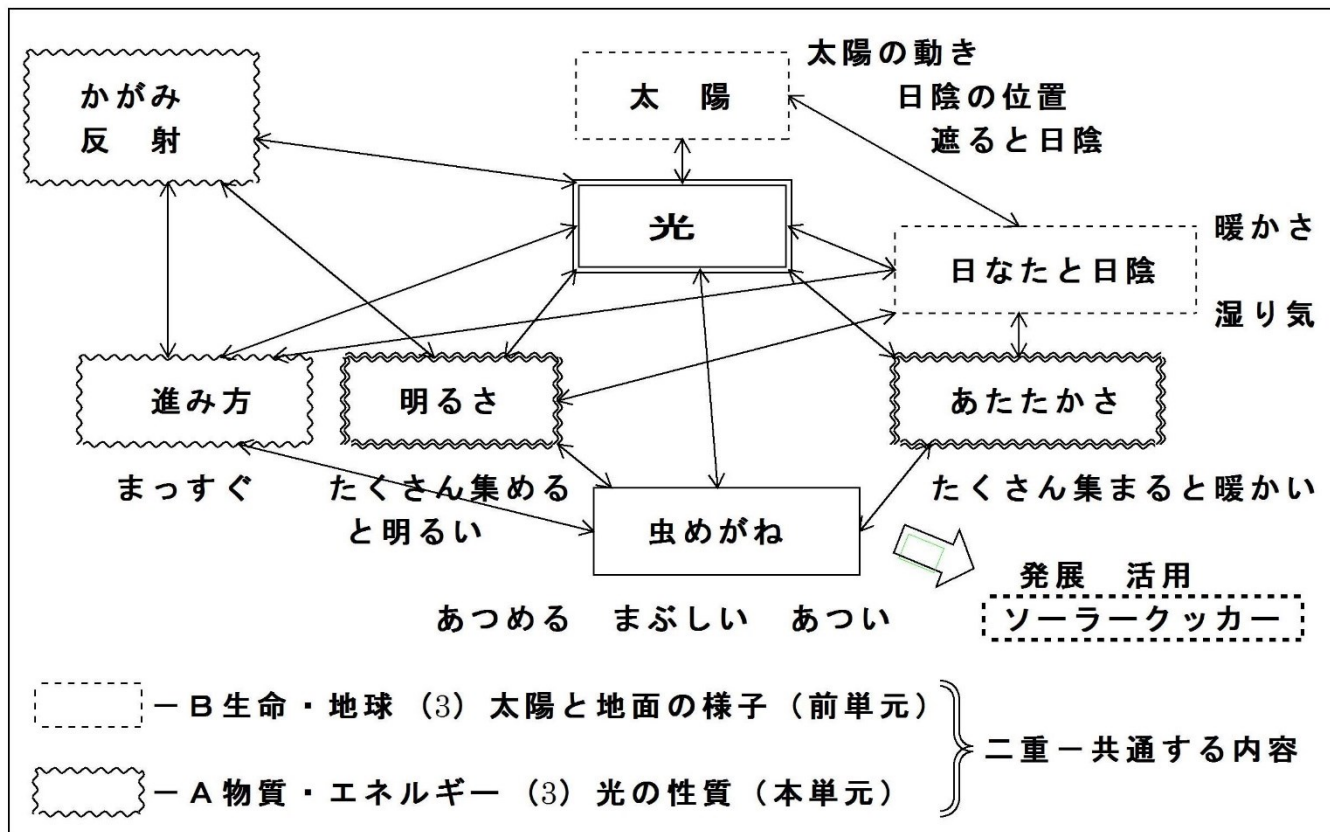 かがみ
反　射
太　陽
太陽の動き
日陰の位置
遮ると日陰
光
日なたと日陰
暖かさ
湿り気
進み方
明るさ
あたたかさ
まっすぐ
たくさん集める
と明るい
虫めがね
たくさん集まると暖かい
あつめる　まぶしい　あつい
発展　活用
ソーラークッカー
－Ｂ生命・地球（3）太陽と地面の様子（前単元）
－Ａ物質・エネルギー（3）光の性質（本単元）
二重－共通する内容